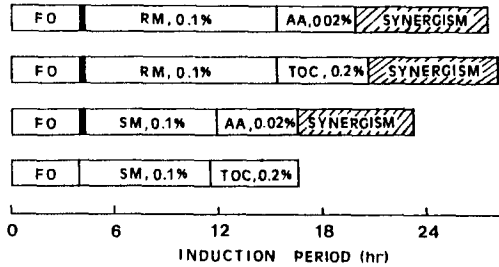 FO RM, 0.1% AA, 0.02% SYNERGISM
FO RM, 0.1% TOC, 0.2% SYNERGISM
FO SM, 0.1% AA, 0.02% SYNERGISM
FO SM, 0.1% TOC, 0.2%
0 6 12 18 24
INDUCTION PERIOD (hr)